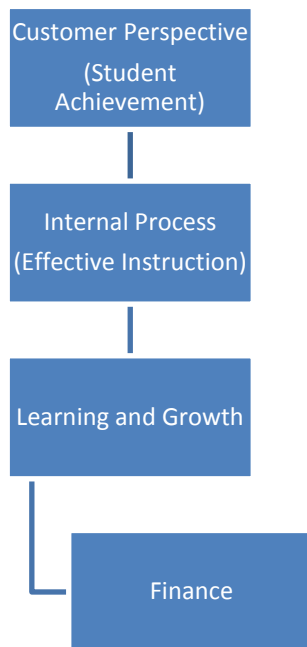 Customer Perspective
(Student
Achievement)
Internal Process
(Effective Instruction)
Learning and Growth
Finance